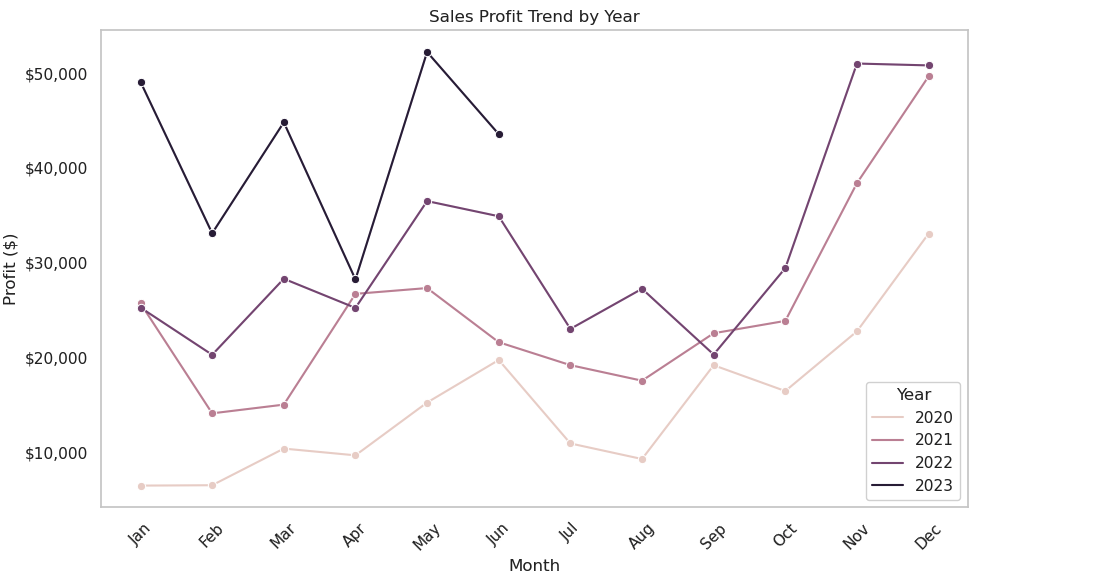 Sales Profit Trend by Year
Profit ($)
$50,000
$40,000
$30,000
$20,000
$10,000
Year
2020
2021
2022
2023
Jan
Feb
Mar
Apr
May
Jun
Jul
Aug
Sep
Oct
Nov
Dec
Month